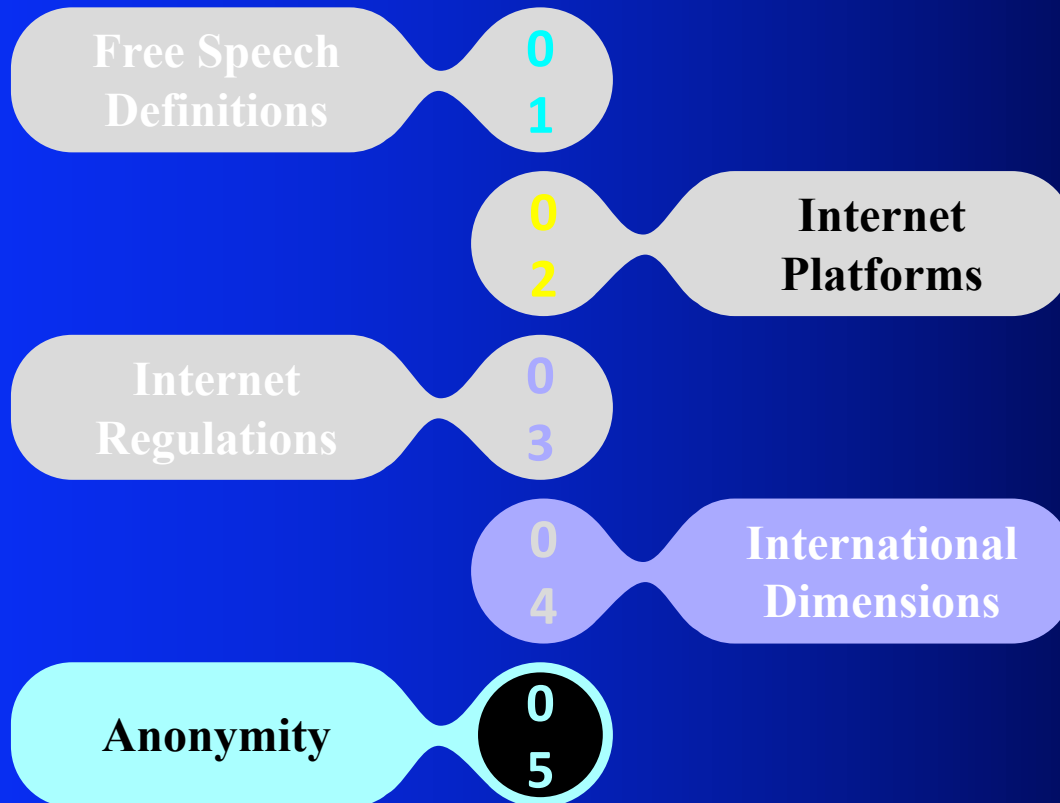 Free Speech
Definitions
0
1
0
2
Internet
Platforms
Internet
Regulations
0
3
0
4
International
Dimensions
Anonymity
0
5